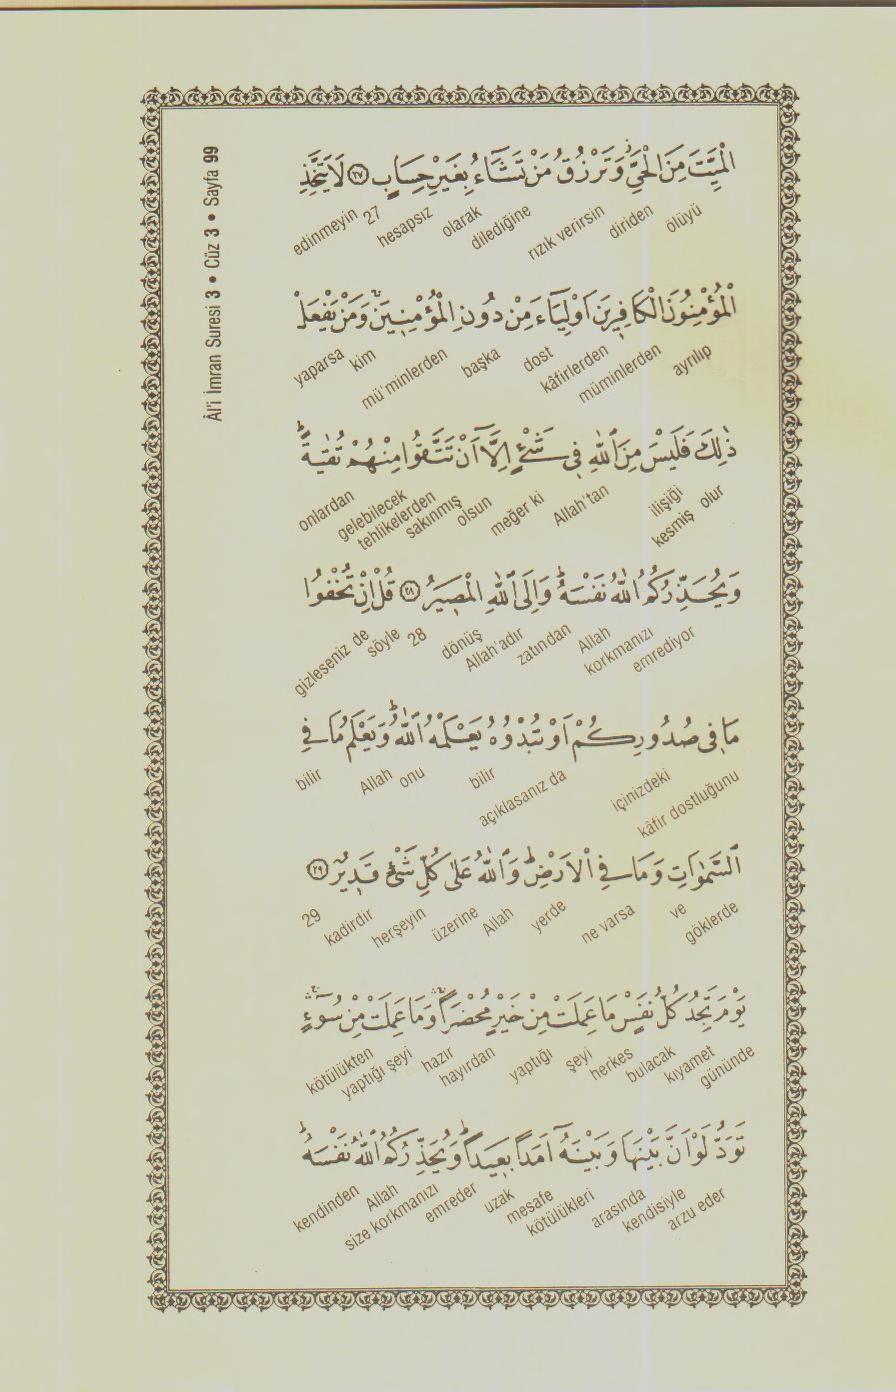 Âl'i İmran Suresi 3 • Cüz 3 • Sayfa 99
الْمَيِّتَ مِنَ الْحَيِّ وَتَرْزُقُ مَنْ تَشَاءُ بِغَيْرِ حِسَابٍ ﴿٢٧﴾ لَا يَتَّخِذِ
ölüyü diriden rızık verirsin dilediğine olarak hesapsız 27 edinmeyin
الْمُؤْمِنُونَ الْكَافِرِينَ اَوْلِيَاءَ مِنْ دُونِ الْمُؤْمِنِينَ وَمَنْ يَفْعَلْ
ayrılıp müminlerden kâfirlerden dost başka mü'minlerden kim yaparsa
ذٰلِكَ فَلَيْسَ مِنَ اللّٰهِ فِي شَيْءٍ اِلَّا اَنْ تَتَّقُوا مِنْهُمْ تُقٰيةً
kesmiş olur ilişiği Allah'tan meğer ki olsun sakınmış tehlikelerden gelebilecek onlardan
وَيُحَذِّرُكُمُ اللّٰهُ نَفْسَهُ وَاِلَى اللّٰهِ الْمَصِيرُ ﴿٢٨﴾ قُلْ اِنْ تُخْفُوا
emrediyor korkmanızı Allah zatından Allah'adır dönüş 28 söyle gizleseniz de
مَا فِي صُدُورِكُمْ اَوْ تُبْدُوهُ يَعْلَمْهُ اللّٰهُ وَيَعْلَمُ مَا فِي
kâfir dostluğunu içinizdeki açıklasanız da bilir onu Allah bilir
السَّمٰوَاتِ وَمَا فِي الْاَرْضِ وَاللّٰهُ عَلٰى كُلِّ شَيْءٍ قَدِيرٌ ﴿٢٩﴾
göklerde ve ne varsa yerde Allah üzerine herşeyin kadirdir 29
يَوْمَ تَجِدُ كُلُّ نَفْسٍ مَا عَمِلَتْ مِنْ خَيْرٍ مُحْضَرًا وَمَا عَمِلَتْ مِنْ سُوءٍ
gününde kıyamet bulacak herkes şeyi yaptığı hayırdan hazır yaptığı şeyi kötülükten
تَوَدُّ لَوْ اَنَّ بَيْنَهَا وَبَيْنَهُ اَمَدًا بَعِيدًا وَيُحَذِّرُكُمُ اللّٰهُ نَفْسَهُ
arzu eder kendisiyle arasında kötülükleri mesafe uzak emreder size korkmanızı Allah kendinden